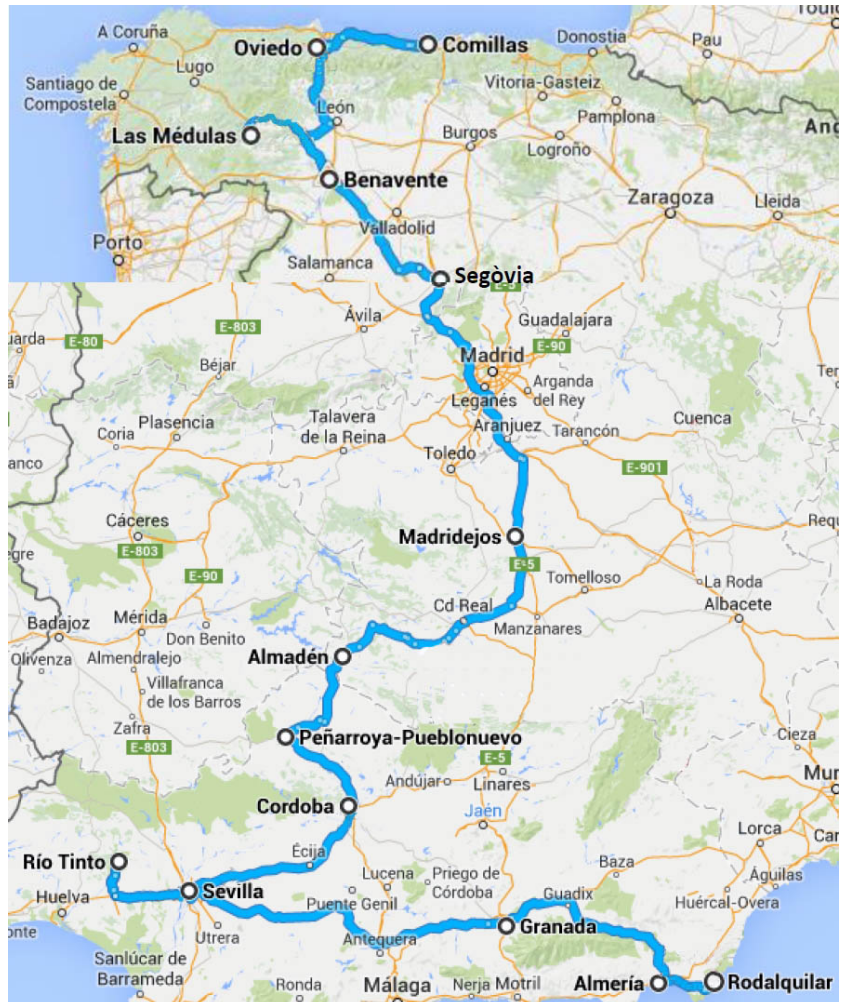 Toulou
A Coruña
Oviedo
Comillas
Donostia
Pau
Lugo
Santiago de
Compostela
Vitoria-Gasteiz
León
Pamplona
Las Médulas
Burgos
Logroño
Benavente
Zaragoza
Lleida
Valladolid
Porto
Salamanca
Segòvia
E-5
E-803
Ávila
Guadalajara
E-80
E-90
Madrid
Béjar
Leganés
Arganda
del Rey
Plasencia
Talavera
de la Reina
Aranjuez
Tarancón
Cuenca
Coria
Toledo
E-901
Cáceres
Madridejos
E-803
E-5
E-90
Tomelloso
La Roda
Cd Real
Albacete
Badajoz
Mérida
Don Benito
Manzanares
Olivenza
Almendralejo
Almadén
Villafranca
de los Barros
Zafra
Peñarroya-Pueblonuevo
E-803
Cieza
E-5
Andújar
Linares
Cordoba
Jaén
Lorca
Écija
Río Tinto
Baza
Lucena
Priego de
Córdoba
Águilas
Sevilla
Huelva
Puente Genil
Guadix
Huércal-Overa
Utrera
Granada
Antequera
Sanlúcar de
Barrameda
Almería
Rodalquilar
Ronda
Málaga
Nerja
Motril